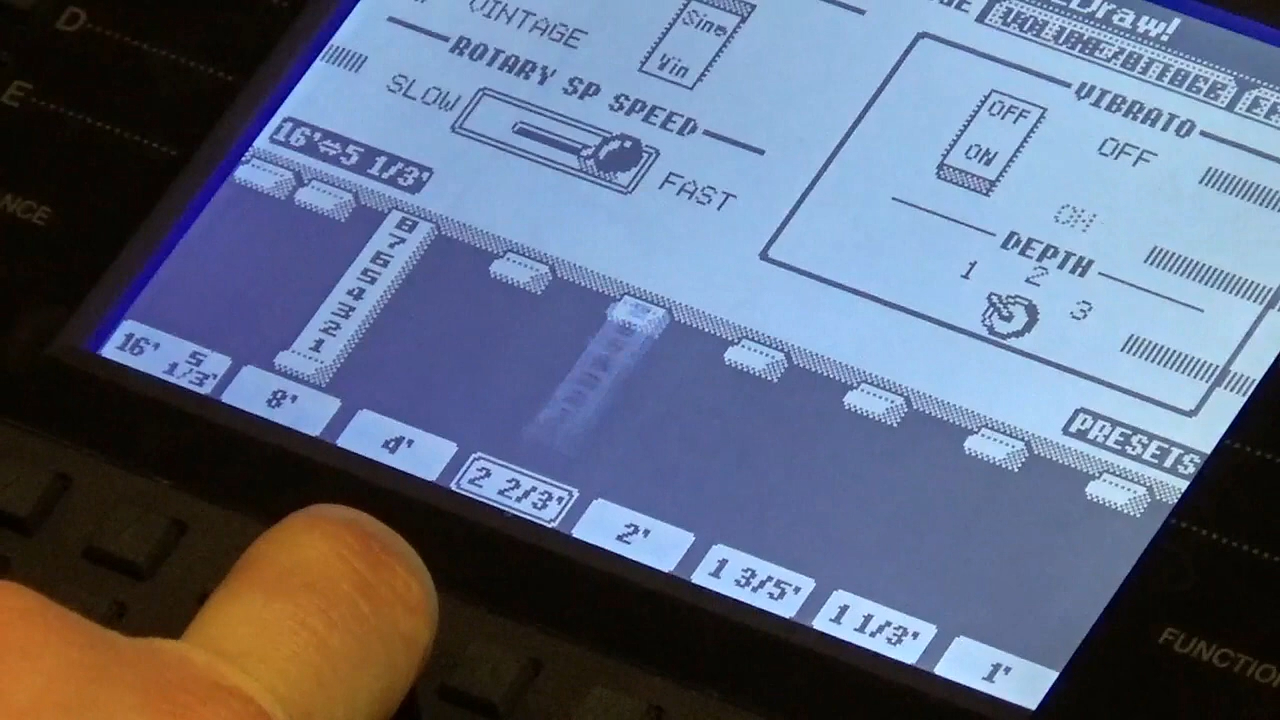 Draw!
D
VINTAGE
Sine
Vin
E
ROTARY SP SPEED
VIBRATO
SLOW
FAST
OFF
ON
OFF
ON
16'⇔5 1/3'
DEPTH
1 2 3
8
7
6
5
4
3
2
1
PRESETS
16' 5 1/3'
8'
4'
2 2/3'
2'
1 3/5'
1 1/3'
1'